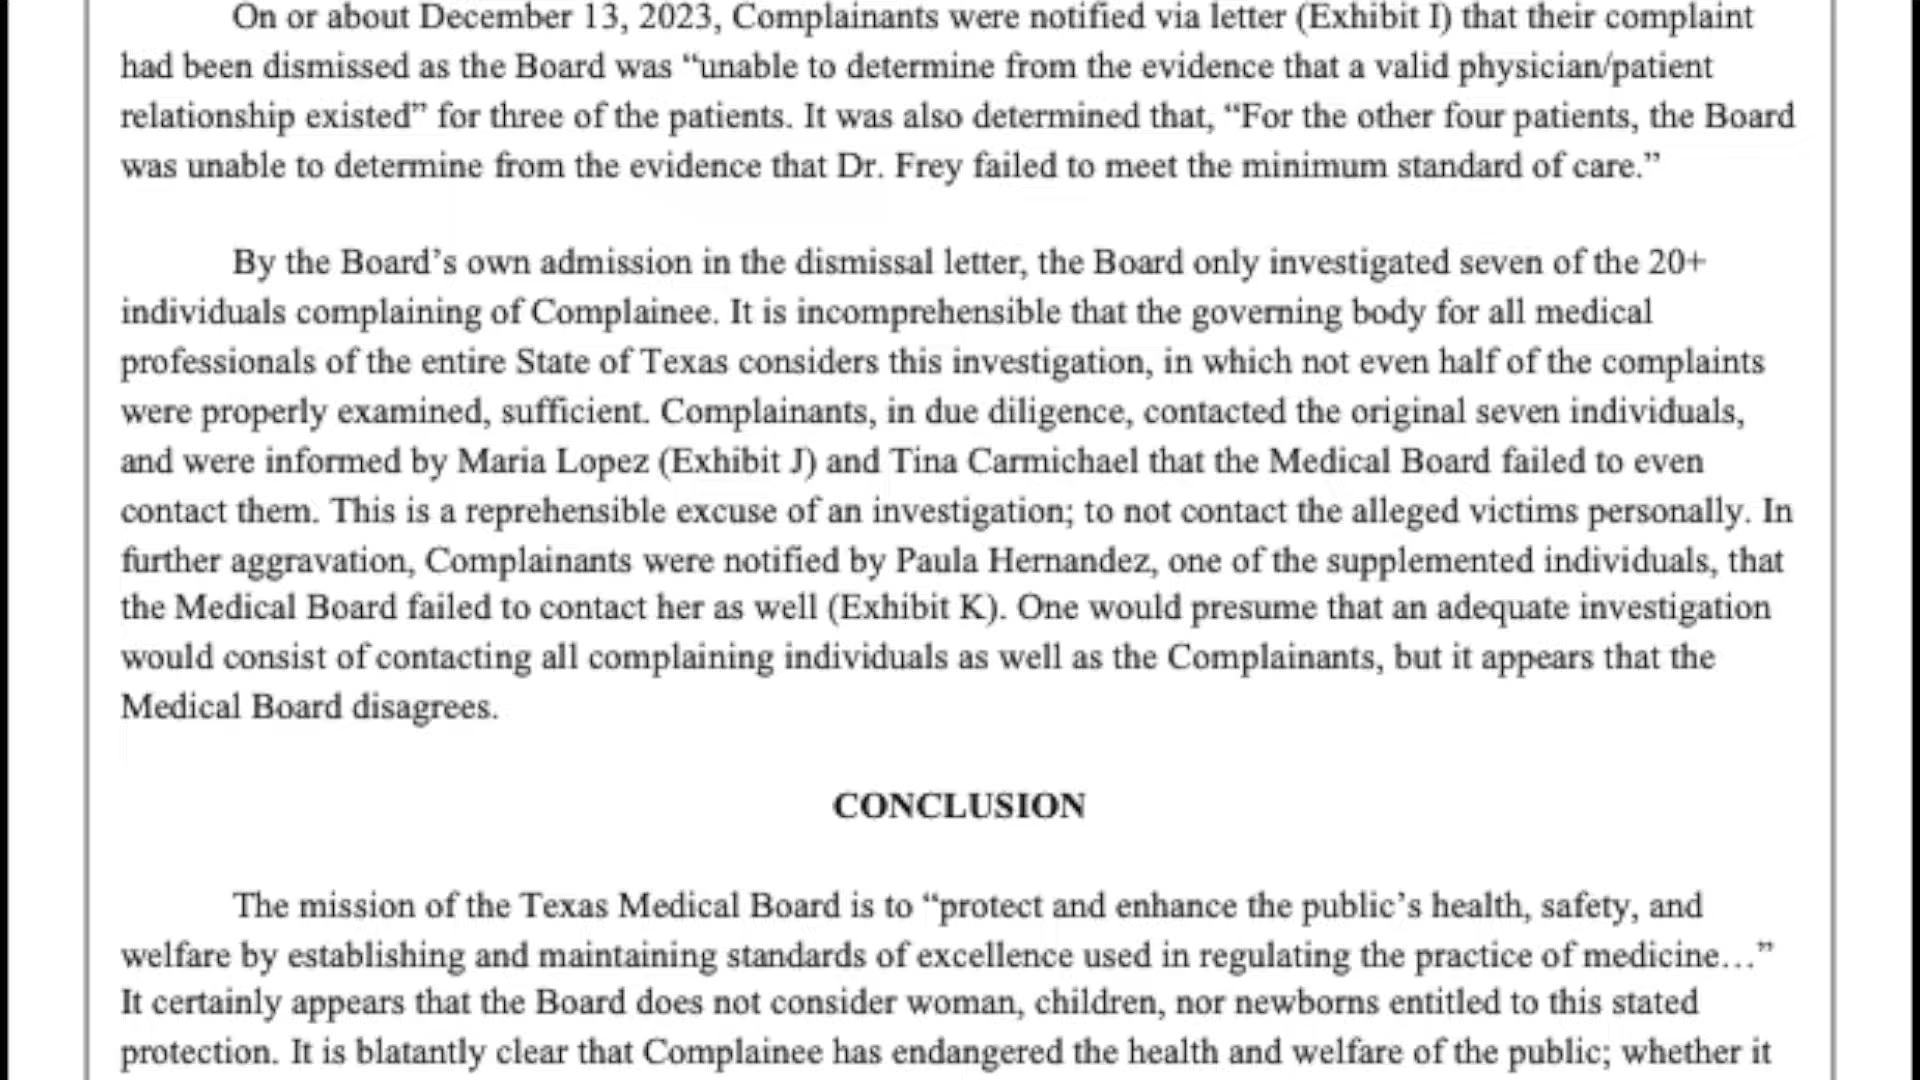 On or about December 13, 2023, Complainants were notified via letter (Exhibit I) that their complaint
had been dismissed as the Board was “unable to determine from the evidence that a valid physician/patient
relationship existed” for three of the patients. It was also determined that, “For the other four patients, the Board
was unable to determine from the evidence that Dr. Frey failed to meet the minimum standard of care.”
By the Board’s own admission in the dismissal letter, the Board only investigated seven of the 20+
individuals complaining of Complainee. It is incomprehensible that the governing body for all medical
professionals of the entire State of Texas considers this investigation, in which not even half of the complaints
were properly examined, sufficient. Complainants, in due diligence, contacted the original seven individuals,
and were informed by Maria Lopez (Exhibit J) and Tina Carmichael that the Medical Board failed to even
contact them. This is a reprehensible excuse of an investigation; to not contact the alleged victims personally. In
further aggravation, Complainants were notified by Paula Hernandez, one of the supplemented individuals, that
the Medical Board failed to contact her as well (Exhibit K). One would presume that an adequate investigation
would consist of contacting all complaining individuals as well as the Complainants, but it appears that the
Medical Board disagrees.
CONCLUSION
The mission of the Texas Medical Board is to “protect and enhance the public’s health, safety, and
welfare by establishing and maintaining standards of excellence used in regulating the practice of medicine…”
It certainly appears that the Board does not consider woman, children, nor newborns entitled to this stated
protection. It is blatantly clear that Complainee has endangered the health and welfare of the public; whether it